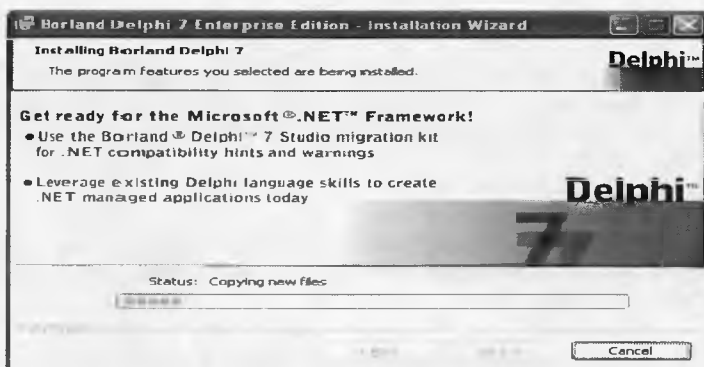 Borland Delphi 7 Enterprise Edition - Installation Wizard
Installing Borland Delphi 7
The program features you selected are being installed.
Delphi™
Get ready for the Microsoft®.NET™ Framework!
• Use the Borland® Delphi™ 7 Studio migration kit
for .NET compatibility hints and warnings
• Leverage existing Delphi language skills to create
.NET managed applications today
Delphi™
7
Status: Copying new files
Cancel